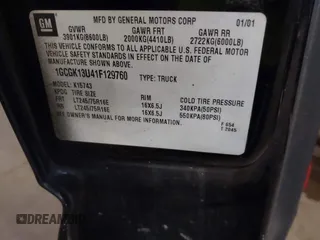 GM
MFD BY GENERAL MOTORS CORP 01/01
GVWR GAWR FRT GAWR RR
3901KG(8600LB) 2000KG(4410LB) 2722KG(6000LB)
THIS VEHICLE CONFORMS TO ALL APPLICABLE U.S. FEDERAL
MOTOR VEHICLE SAFETY STANDARDS IN EFFECT ON THE DATE OF
MANUFACTURE SHOWN ABOVE.
1GCGK13U41F129760 TYPE: TRUCK
MODEL: K15743
TIRE SIZE RIM COLD TIRE PRESSURE
FRT LT245/75R16E 16X6.5J 340KPA(50PSI)
RR LT245/75R16E 16X6.5J 550KPA(80PSI)
SEE OWNER'S MANUAL FOR ADDITIONAL INFORMATION
DREAM